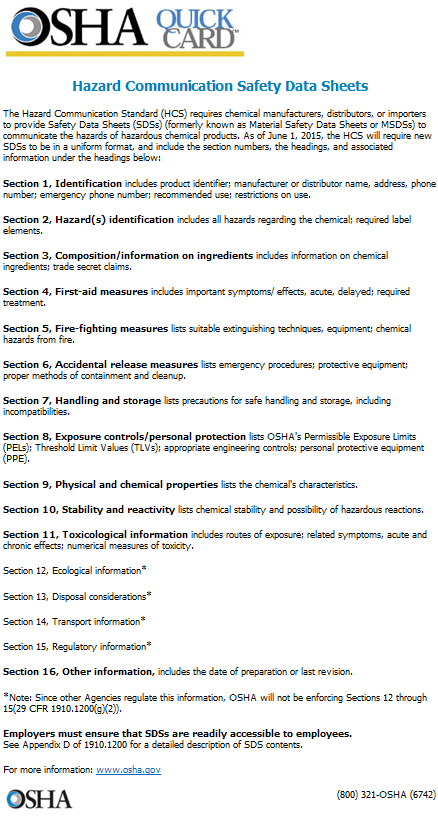 OSHA QUICK
CARD™
Hazard Communication Safety Data Sheets
The Hazard Communication Standard (HCS) requires chemical manufacturers, distributors, or importers
to provide Safety Data Sheets (SDSs) (formerly known as Material Safety Data Sheets or MSDSs) to
communicate the hazards of hazardous chemical products. As of June 1, 2015, the HCS will require new
SDSs to be in a uniform format, and include the section numbers, the headings, and associated
information under the headings below:
Section 1, Identification includes product identifier; manufacturer or distributor name, address, phone
number; emergency phone number; recommended use; restrictions on use.
Section 2, Hazard(s) identification includes all hazards regarding the chemical; required label
elements.
Section 3, Composition/information on ingredients includes information on chemical
ingredients; trade secret claims.
Section 4, First-aid measures includes important symptoms/ effects, acute, delayed; required
treatment.
Section 5, Fire-fighting measures lists suitable extinguishing techniques, equipment; chemical
hazards from fire.
Section 6, Accidental release measures lists emergency procedures; protective equipment;
proper methods of containment and cleanup.
Section 7, Handling and storage lists precautions for safe handling and storage, including
incompatibilities.
Section 8, Exposure controls/personal protection lists OSHA's Permissible Exposure Limits
(PELs); Threshold Limit Values (TLVs); appropriate engineering controls; personal protective equipment
(PPE).
Section 9, Physical and chemical properties lists the chemical's characteristics.
Section 10, Stability and reactivity lists chemical stability and possibility of hazardous reactions.
Section 11, Toxicological information includes routes of exposure; related symptoms, acute and
chronic effects; numerical measures of toxicity.
Section 12, Ecological information*
Section 13, Disposal considerations*
Section 14, Transport information*
Section 15, Regulatory information*
Section 16, Other information, includes the date of preparation or last revision.
*Note: Since other Agencies regulate this information, OSHA will not be enforcing Sections 12 through
15(29 CFR 1910.1200(g)(2)).
Employers must ensure that SDSs are readily accessible to employees.
See Appendix D of 1910.1200 for a detailed description of SDS contents.
For more information: www.osha.gov
OSHA (800) 321-OSHA (6742)